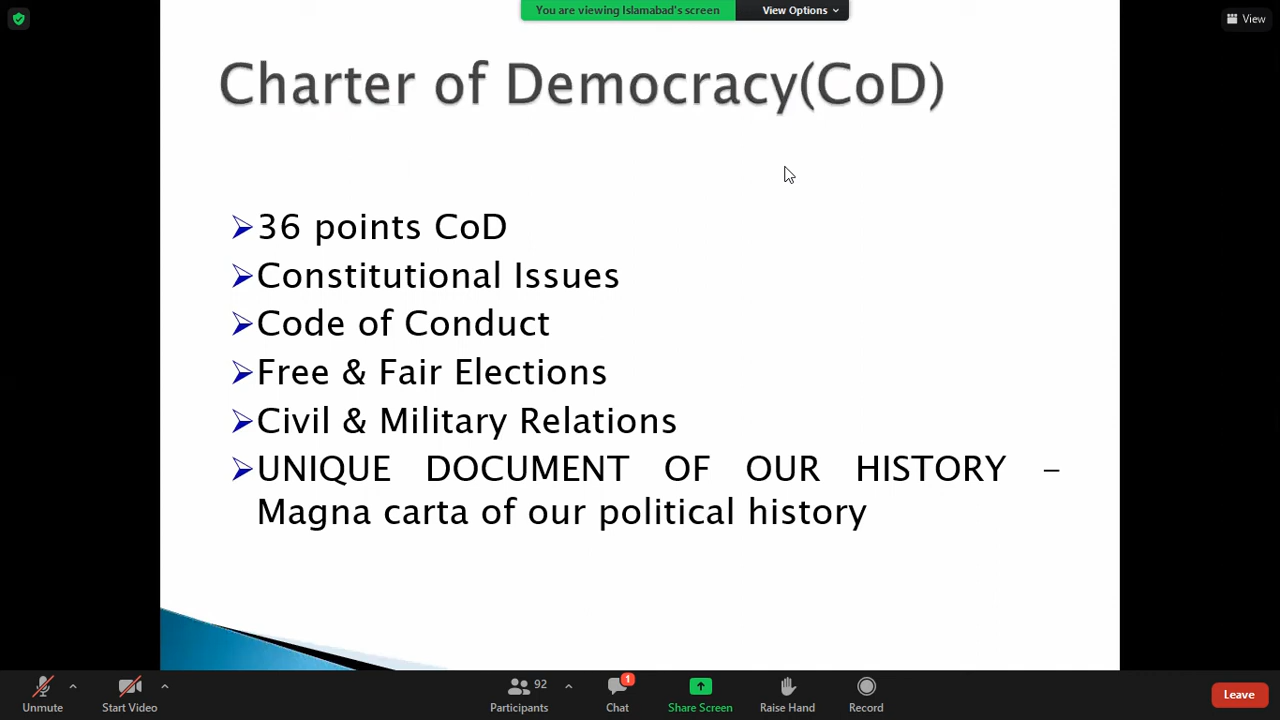 You are viewing Islamabad's screen
View Options
View
Charter of Democracy(CoD)
36 points CoD
Constitutional Issues
Code of Conduct
Free & Fair Elections
Civil & Military Relations
UNIQUE DOCUMENT OF OUR HISTORY –
Magna carta of our political history
Unmute
Start Video
92
Participants
1
Chat
Share Screen
Raise Hand
Record
Leave